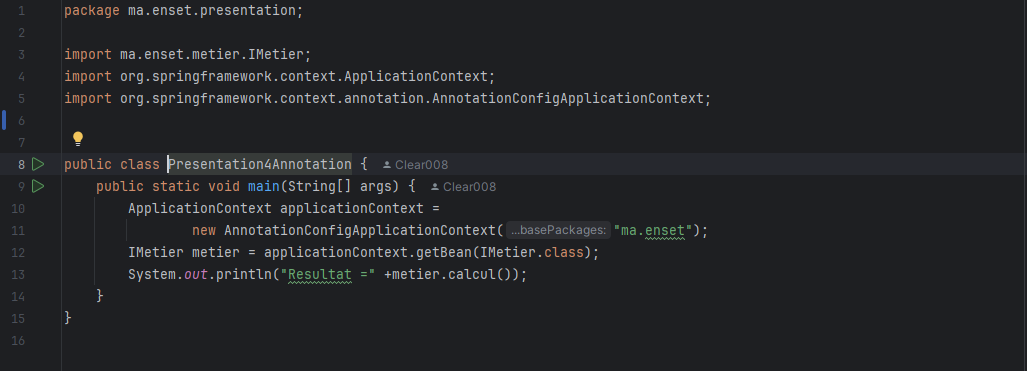 1 package ma.enset.presentation;
2
3 import ma.enset.metier.IMetier;
4 import org.springframework.context.ApplicationContext;
5 import org.springframework.context.annotation.AnnotationConfigApplicationContext;
6
7
8 public class Presentation4Annotation { Clear008
9 public static void main(String[] args) { Clear008
10 ApplicationContext applicationContext =
11 new AnnotationConfigApplicationContext( ...basePackages: "ma.enset");
12 IMetier metier = applicationContext.getBean(IMetier.class);
13 System.out.println("Resultat =" +metier.calcul());
14 }
15 }
16